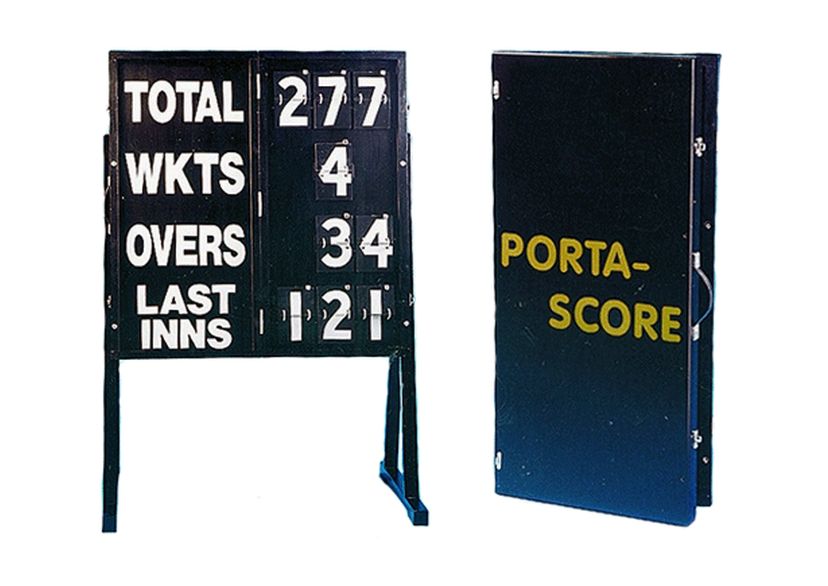 TOTAL 277
WKTS 4
OVERS 34
LAST
INNS 121
PORTA-
SCORE